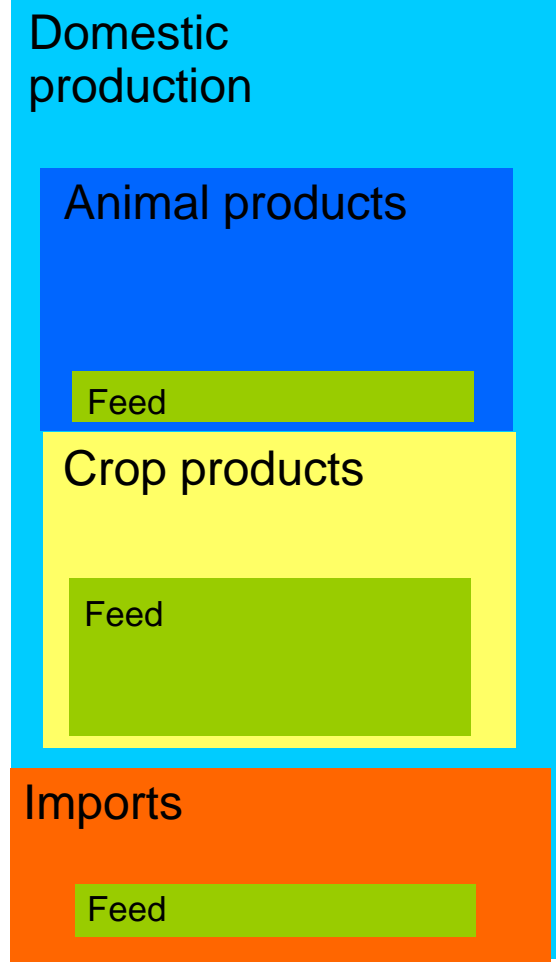 Domestic
production
Animal products
Feed
Crop products
Feed
Imports
Feed